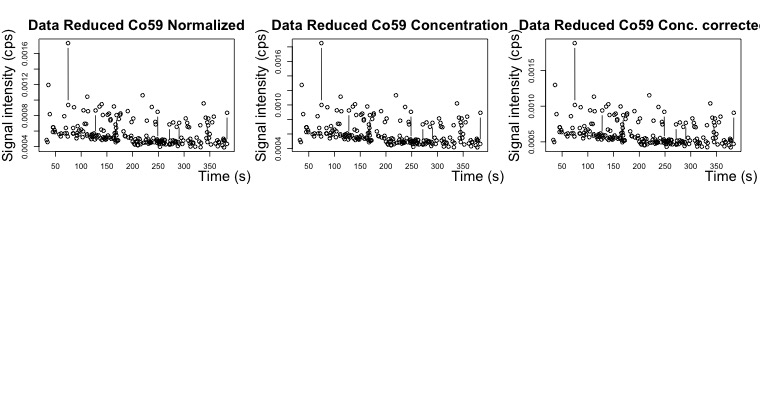 Data Reduced Co59 Normalized
Signal intensity (cps)
0.0004 0.0008 0.0012 0.0016
50 100 150 200 250 300 350
Time (s)
Data Reduced Co59 Concentration
Signal intensity (cps)
0.0004 0.0010 0.0016
50 100 150 200 250 300 350
Time (s)
Data Reduced Co59 Conc. correcte
Signal intensity (cps)
0.0005 0.0010 0.0015
50 100 150 200 250 300 350
Time (s)